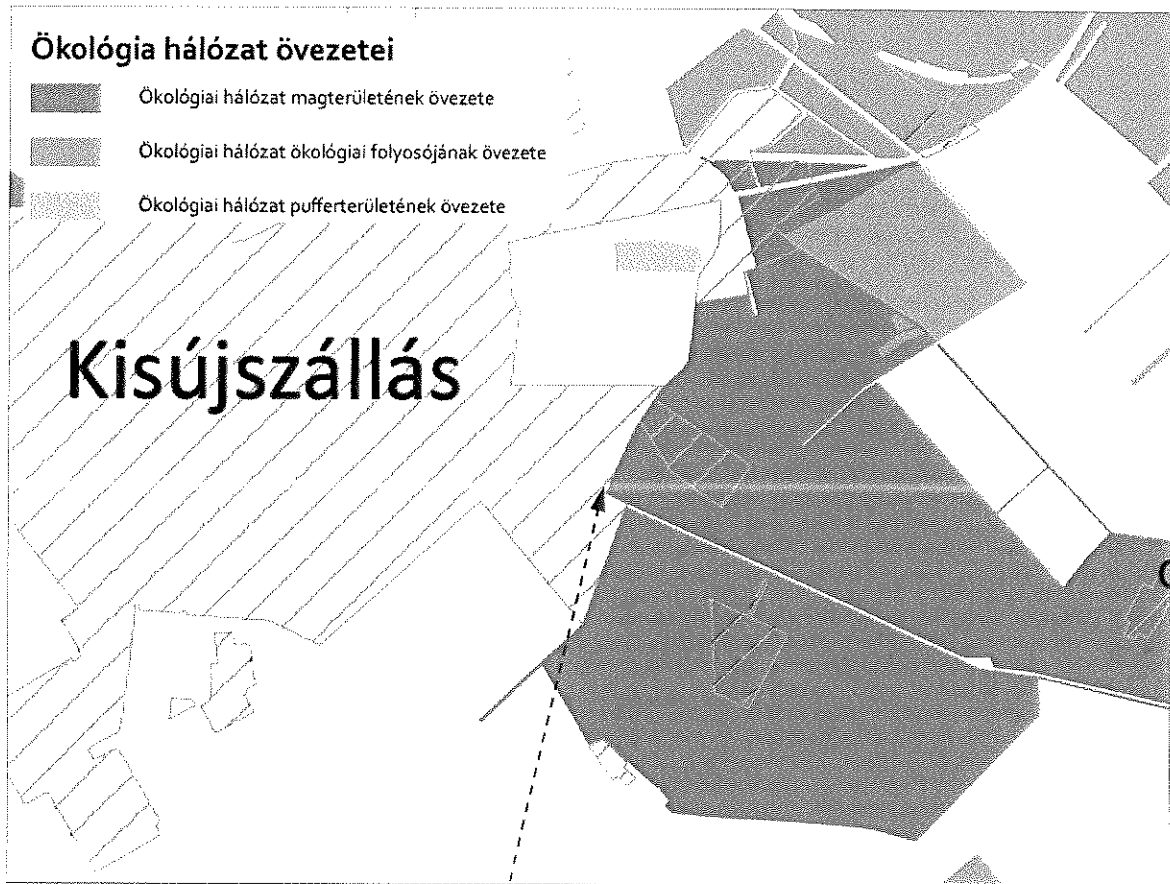 Ökológia hálózat övezetei
Ökológiai hálózat magterületének övezete
Ökológiai hálózat ökológiai folyosójának övezete
Ökológiai hálózat pufferterületének övezete
Kisújszállás